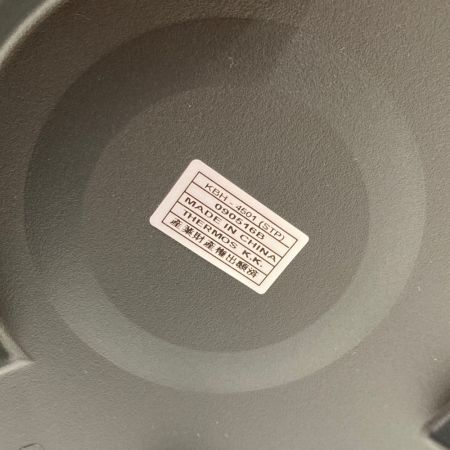 KBH - 4501 (STP)
090516B
MADE IN CHINA
THERMOS K.K.
産業財産権出願済